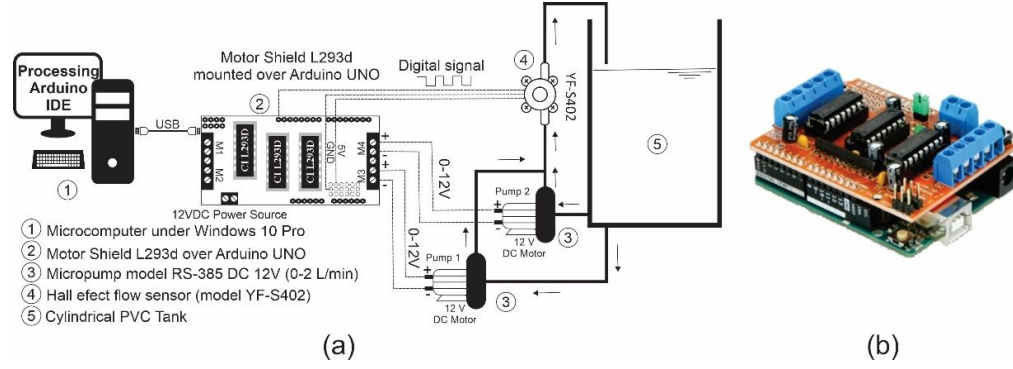 Processing
Arduino
IDE
USB
1
Motor Shield L293d
mounted over Arduino UNO
2
Digital signal
4
YF-S402
5
M1
M2
CI L293D
CI L293D
CI L293D
GND
5V
M4
M3
+
-
+
-
0-12V
0-12V
12VDC Power Source
Pump 2
+
-
12 V
DC Motor
3
Pump 1
+
-
12 V
DC Motor
3
1 Microcomputer under Windows 10 Pro
2 Motor Shield L293d over Arduino UNO
3 Micropump model RS-385 DC 12V (0-2 L/min)
4 Hall efect flow sensor (model YF-S402)
5 Cylindrical PVC Tank
(a)
(b)